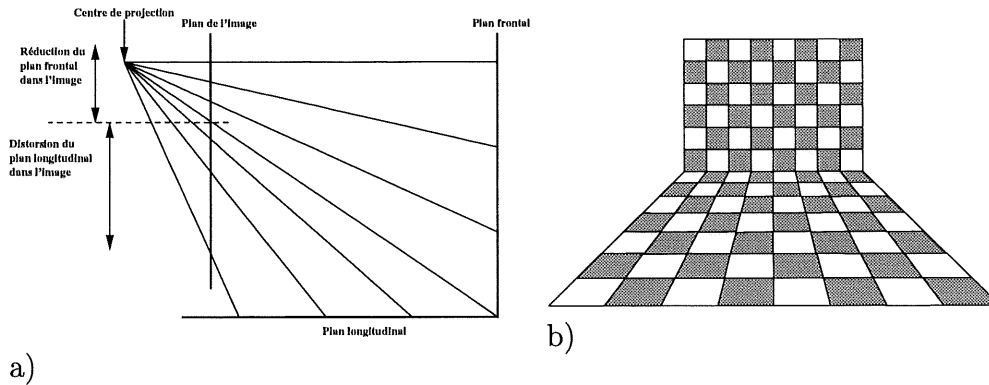 Centre de projection
Plan de l'image
Plan frontal
Réduction du
plan frontal
dans l'image
Distorsion du
plan longitudinal
dans l'image
Plan longitudinal
a)
b)